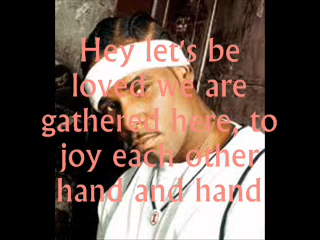 Hey let's be
loved we are
gathered here, to
joy each other
hand and hand